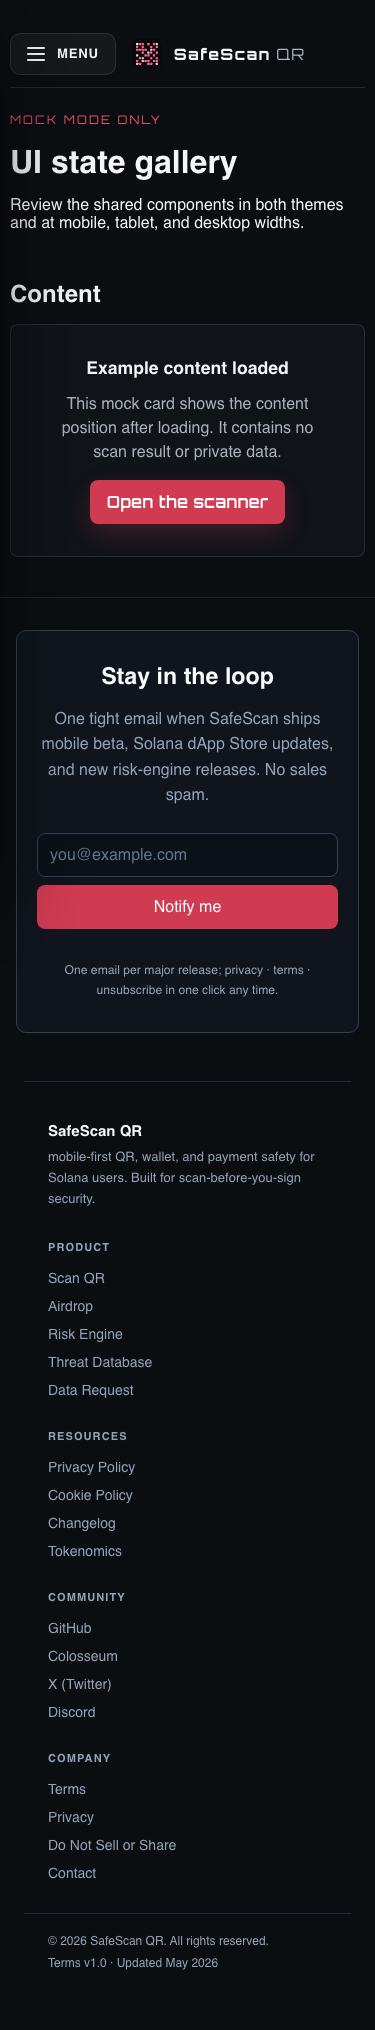 MENU
SafeScan QR
MOCK MODE ONLY
UI state gallery
Review the shared components in both themes
and at mobile, tablet, and desktop widths.
Content
Example content loaded
This mock card shows the content
position after loading. It contains no
scan result or private data.
Open the scanner
Stay in the loop
One tight email when SafeScan ships
mobile beta, Solana dApp Store updates,
and new risk-engine releases. No sales
spam.
you@example.com
Notify me
One email per major release; privacy · terms ·
unsubscribe in one click any time.
SafeScan QR
mobile-first QR, wallet, and payment safety for
Solana users. Built for scan-before-you-sign
security.
PRODUCT
Scan QR
Airdrop
Risk Engine
Threat Database
Data Request
RESOURCES
Privacy Policy
Cookie Policy
Changelog
Tokenomics
COMMUNITY
GitHub
Colosseum
X (Twitter)
Discord
COMPANY
Terms
Privacy
Do Not Sell or Share
Contact
© 2026 SafeScan QR. All rights reserved.
Terms v1.0 · Updated May 2026